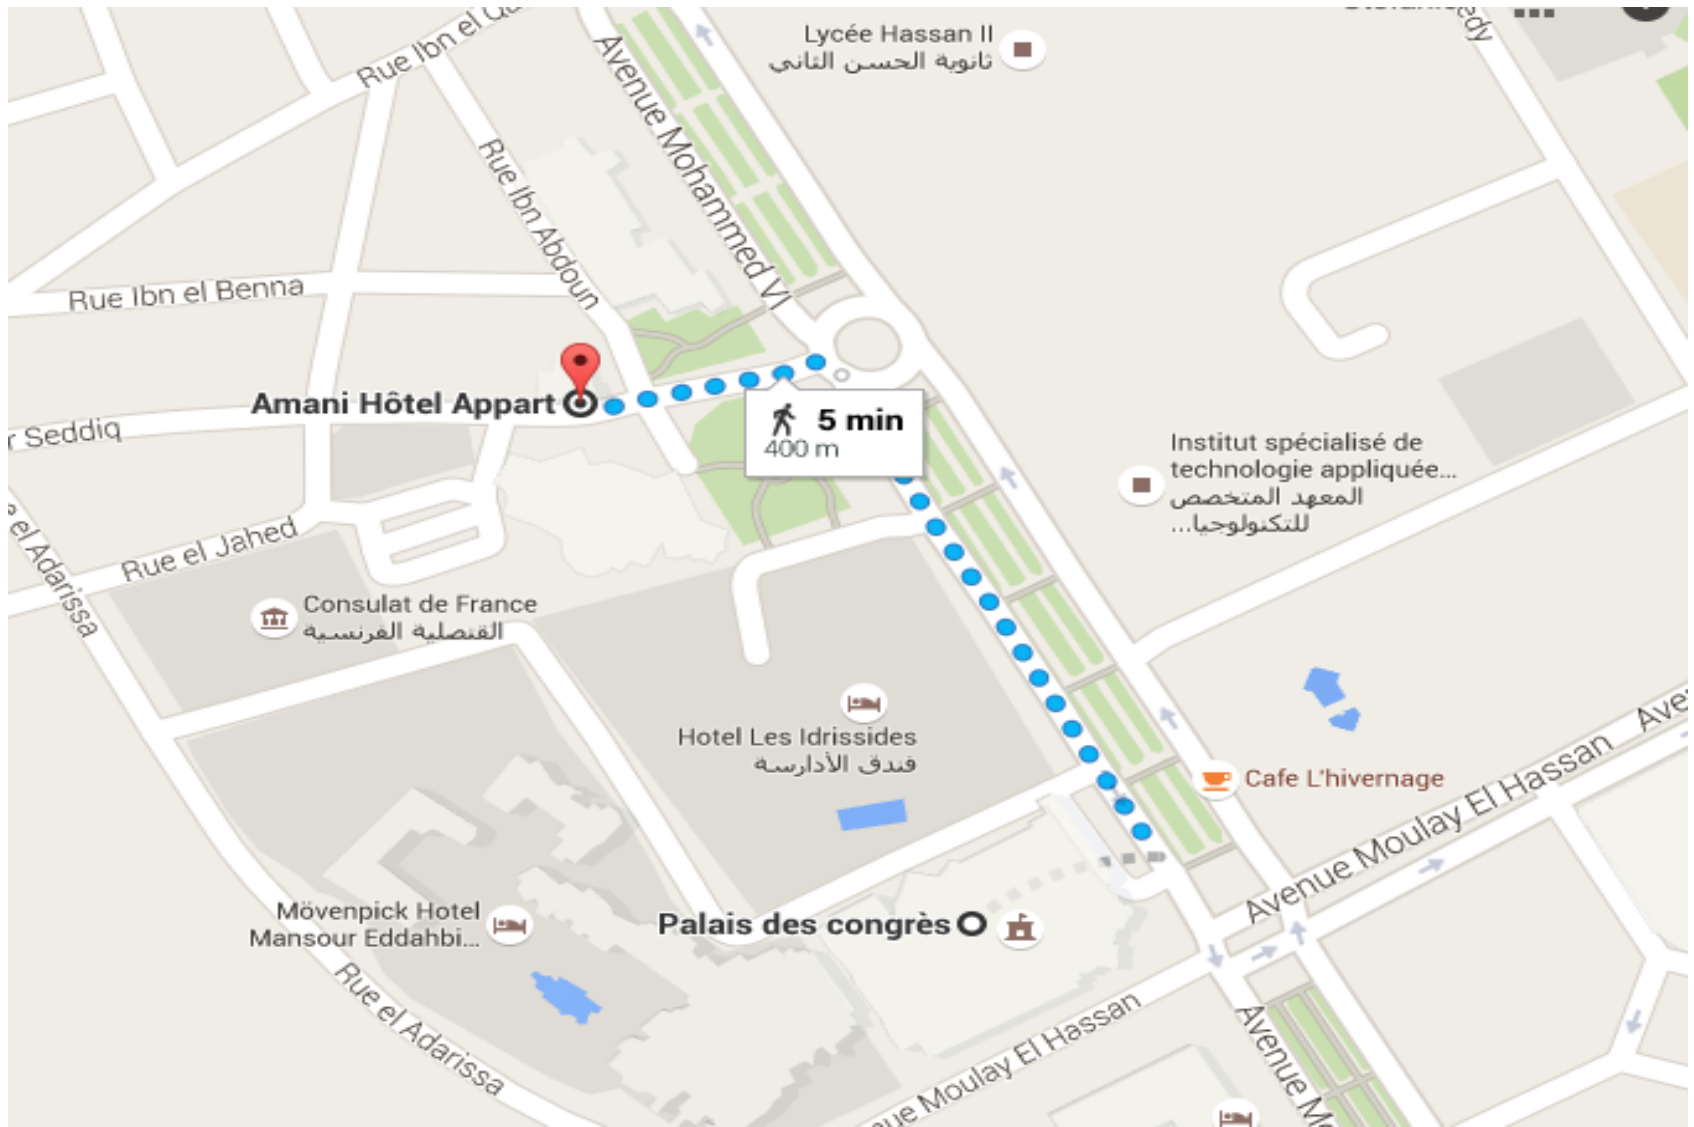 Rue Ibn el
Avenue Mohammed VI
Lycée Hassan II
ثانوية الحسن الثاني
Rue Ibn Abdoun
Rue Ibn el Benna
Amani Hôtel Appart
5 min
400 m
Seddiq
Institut spécialisé de
technologie appliquée...
المعهد المتخصص
للتكنولوجيا...
Rue el Jahed
el Adarissa
Consulat de France
القنصلية الفرنسية
Hotel Les Idrissides
فندق الأدارسة
Cafe L'hivernage
Avenue Moulay El Hassan
Mövenpick Hotel
Mansour Eddahbi...
Palais des congrès
Rue el Adarissa
Moulay El Hassan
Avenue